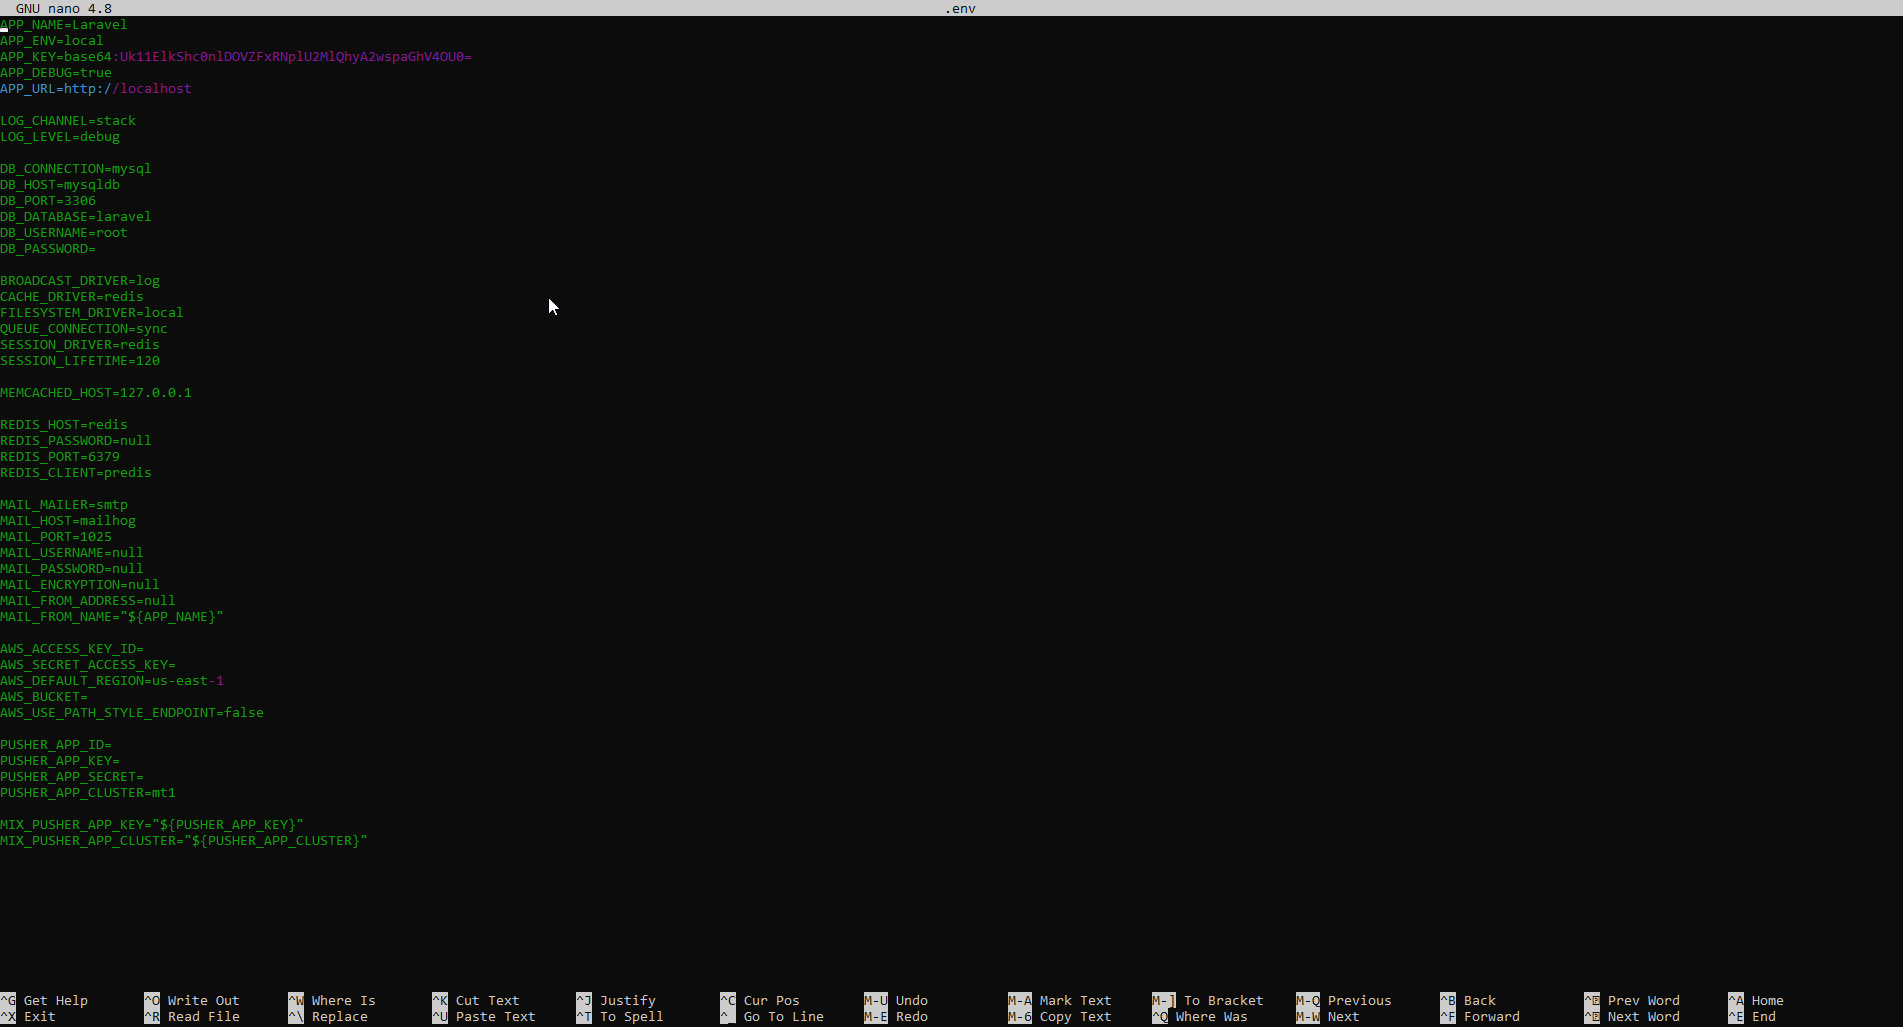 GNU nano 4.8 .env
APP_NAME=Laravel
APP_ENV=local
APP_KEY=base64:Uk11ElkShc0nlDOVZFxRNplU2MlQhyA2wspaGhV4OU0=
APP_DEBUG=true
APP_URL=http://localhost
LOG_CHANNEL=stack
LOG_LEVEL=debug
DB_CONNECTION=mysql
DB_HOST=mysqldb
DB_PORT=3306
DB_DATABASE=laravel
DB_USERNAME=root
DB_PASSWORD=
BROADCAST_DRIVER=log
CACHE_DRIVER=redis
FILESYSTEM_DRIVER=local
QUEUE_CONNECTION=sync
SESSION_DRIVER=redis
SESSION_LIFETIME=120
MEMCACHED_HOST=127.0.0.1
REDIS_HOST=redis
REDIS_PASSWORD=null
REDIS_PORT=6379
REDIS_CLIENT=predis
MAIL_MAILER=smtp
MAIL_HOST=mailhog
MAIL_PORT=1025
MAIL_USERNAME=null
MAIL_PASSWORD=null
MAIL_ENCRYPTION=null
MAIL_FROM_ADDRESS=null
MAIL_FROM_NAME="${APP_NAME}"
AWS_ACCESS_KEY_ID=
AWS_SECRET_ACCESS_KEY=
AWS_DEFAULT_REGION=us-east-1
AWS_BUCKET=
AWS_USE_PATH_STYLE_ENDPOINT=false
PUSHER_APP_ID=
PUSHER_APP_KEY=
PUSHER_APP_SECRET=
PUSHER_APP_CLUSTER=mt1
MIX_PUSHER_APP_KEY="${PUSHER_APP_KEY}"
MIX_PUSHER_APP_CLUSTER="${PUSHER_APP_CLUSTER}"
^G Get Help ^O Write Out ^W Where Is ^K Cut Text ^J Justify ^C Cur Pos M-U Undo M-A Mark Text M-] To Bracket M-Q Previous ^B Back ^ Prev Word ^A Home
^X Exit ^R Read File ^\ Replace ^U Paste Text ^T To Spell ^_ Go To Line M-E Redo M-6 Copy Text ^Q Where Was M-W Next ^F Forward ^ Next Word ^E End